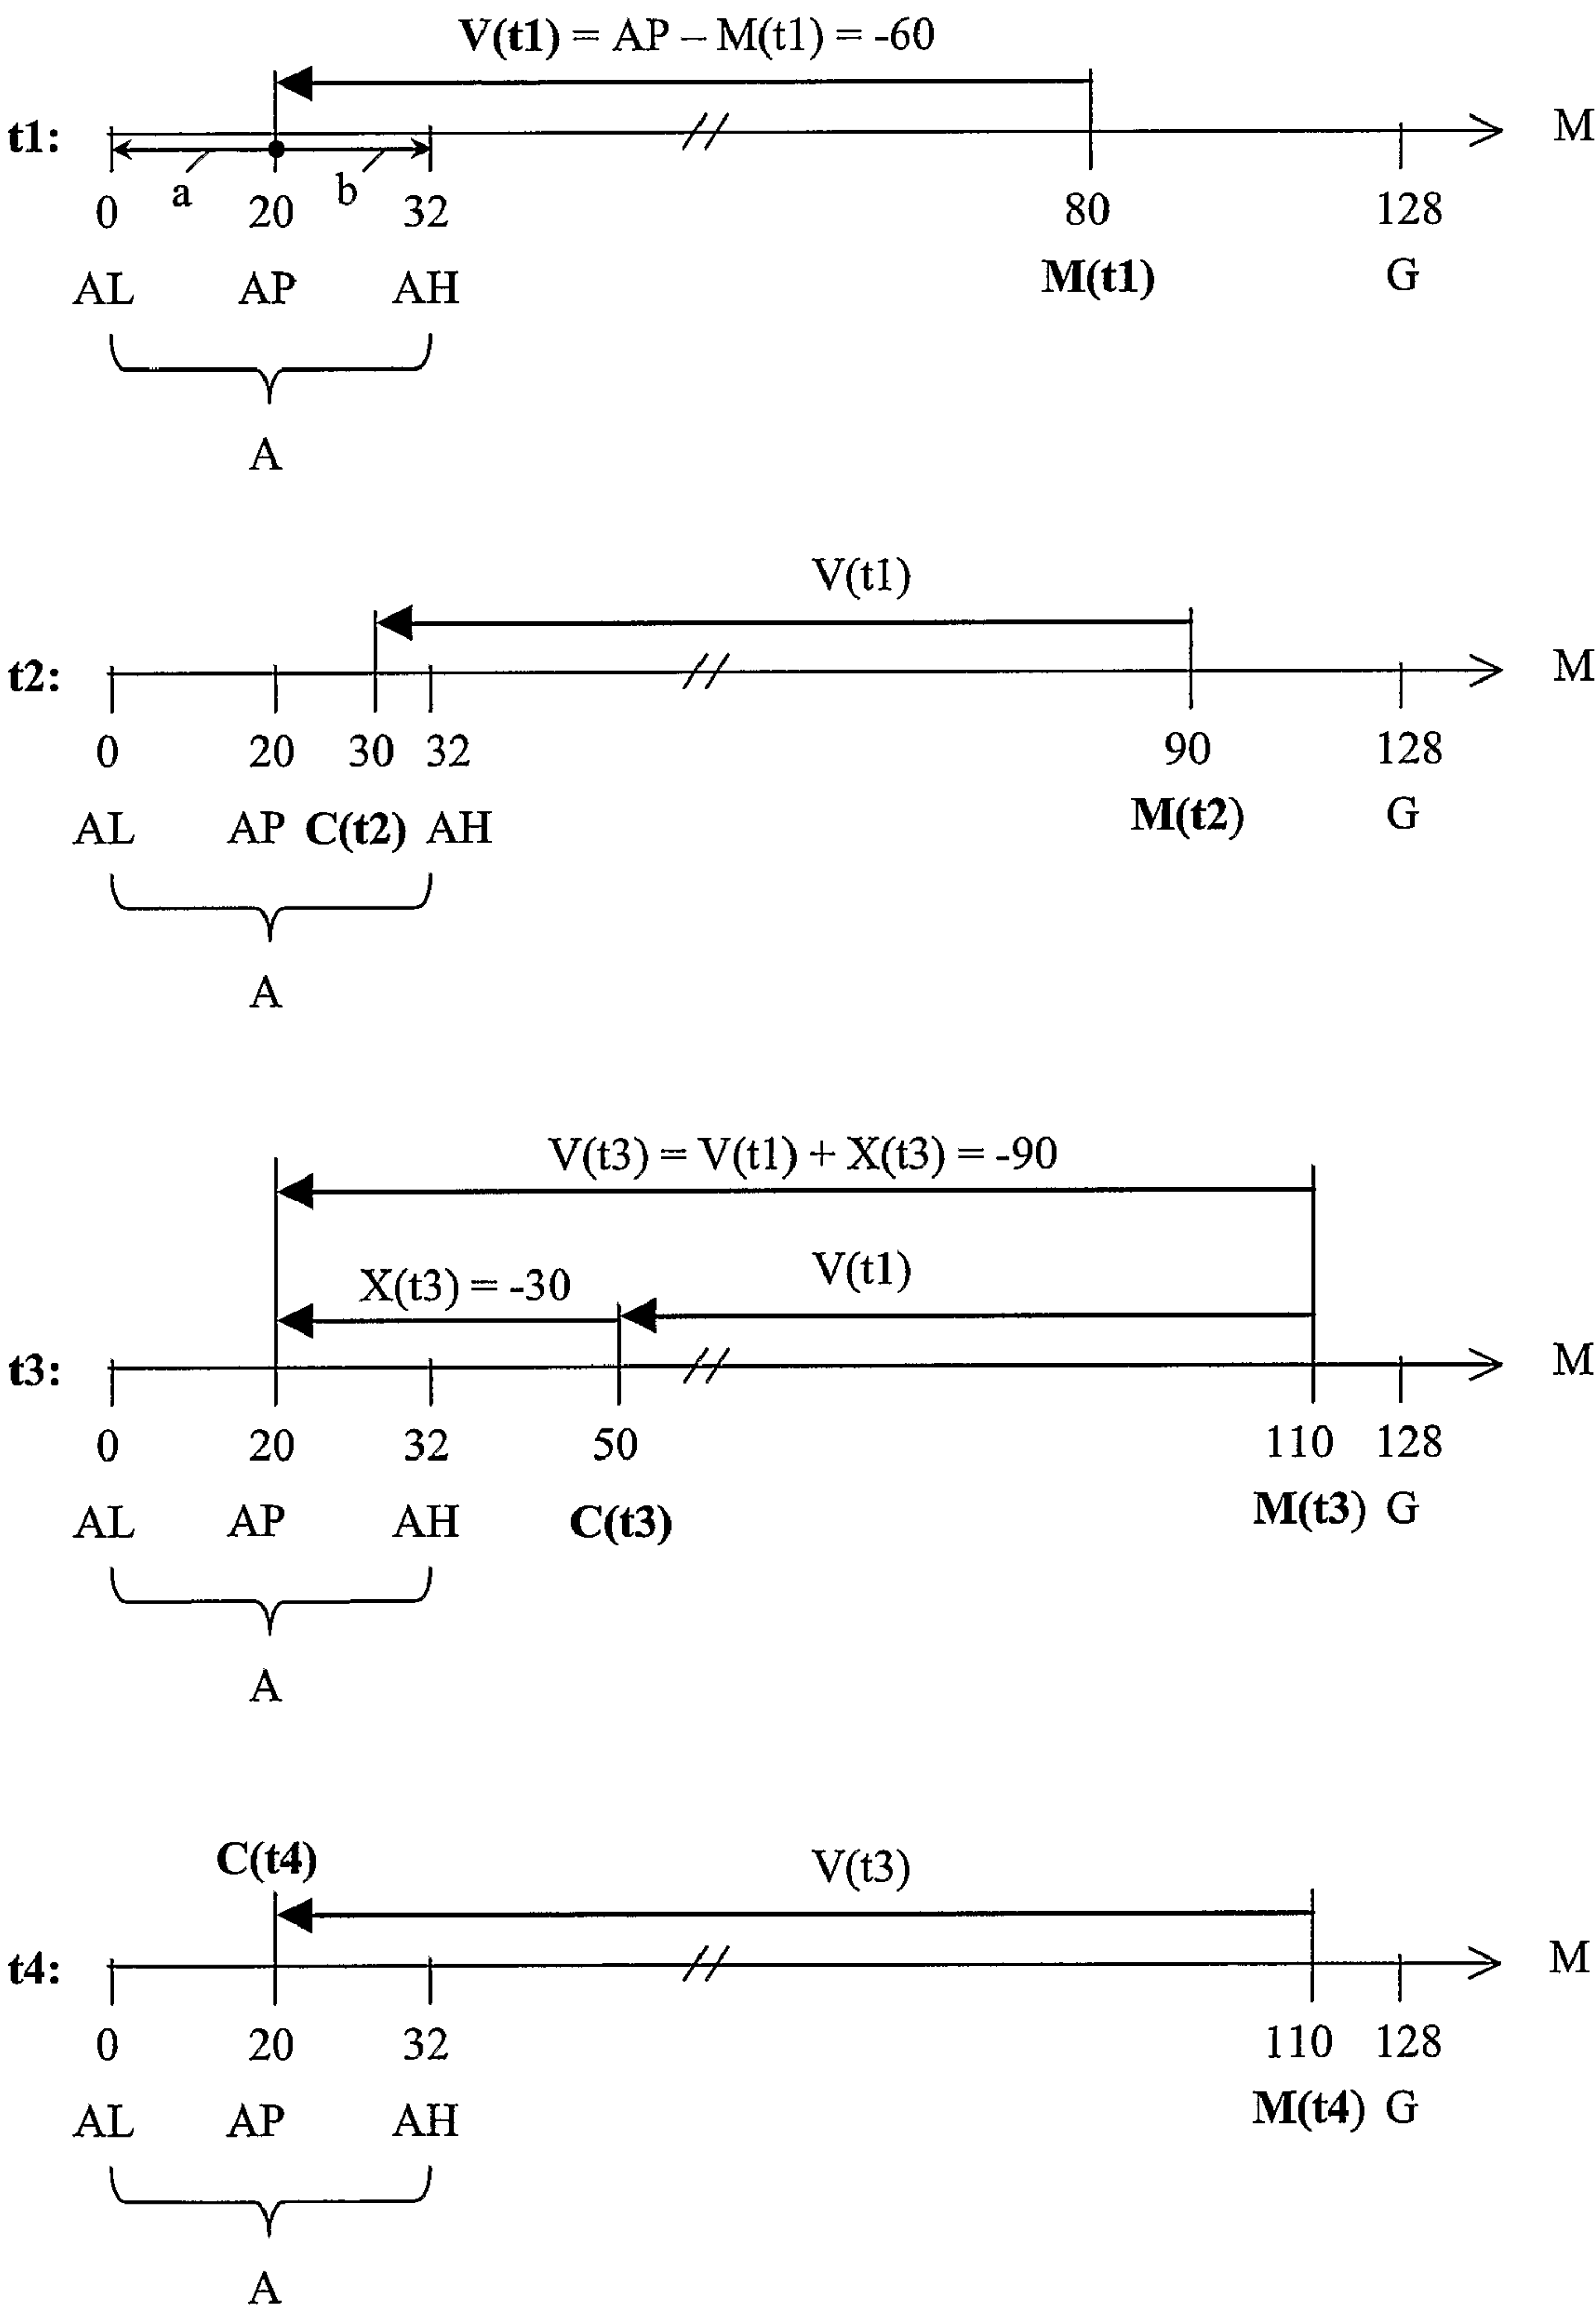 V(t1) = AP – M(t1) = -60
t1: M
a b
0 20 32 80 128
AL AP AH M(t1) G
A
V(t1)
t2: M
0 20 30 32 90 128
AL AP C(t2) AH M(t2) G
A
V(t3) = V(t1) + X(t3) = -90
X(t3) = -30 V(t1)
t3: M
0 20 32 50 110 128
AL AP AH C(t3) M(t3) G
A
C(t4) V(t3)
t4: M
0 20 32 110 128
AL AP AH M(t4) G
A